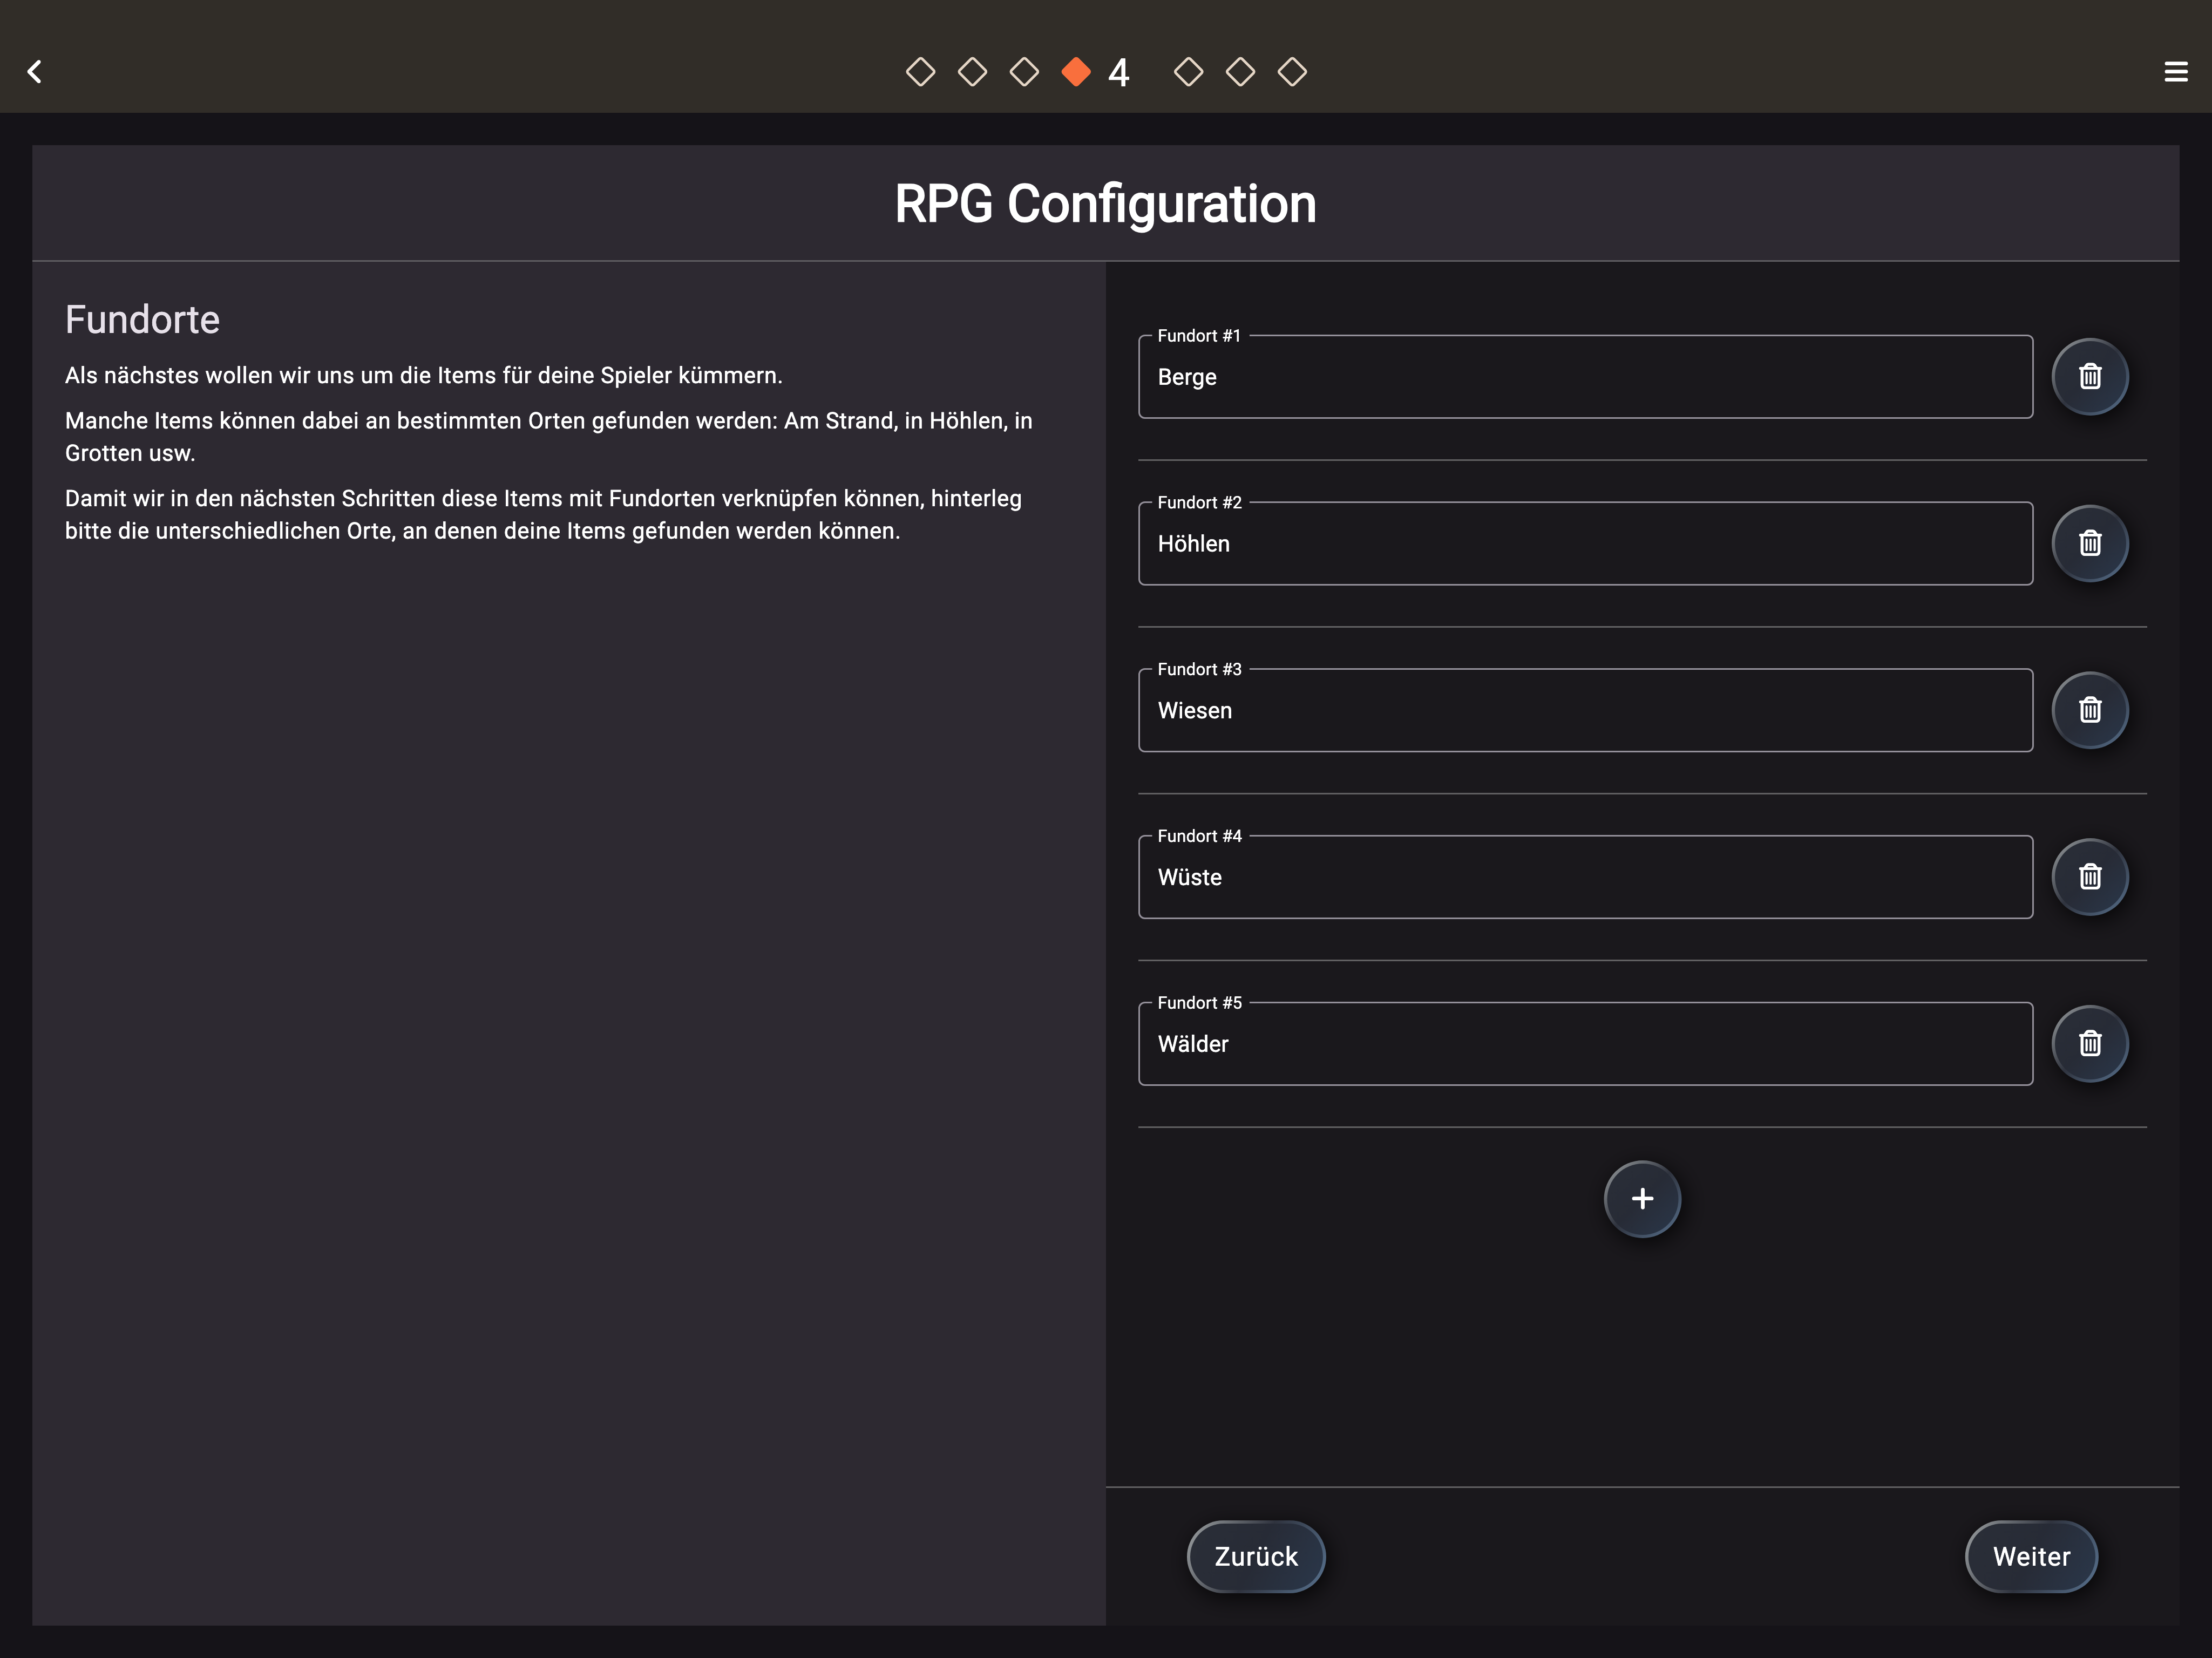 4
RPG Configuration
Fundorte
Als nächstes wollen wir uns um die Items für deine Spieler kümmern.
Manche Items können dabei an bestimmten Orten gefunden werden: Am Strand, in Höhlen, in
Grotten usw.
Damit wir in den nächsten Schritten diese Items mit Fundorten verknüpfen können, hinterleg
bitte die unterschiedlichen Orte, an denen deine Items gefunden werden können.
Fundort #1
Berge
Fundort #2
Höhlen
Fundort #3
Wiesen
Fundort #4
Wüste
Fundort #5
Wälder
Zurück
Weiter